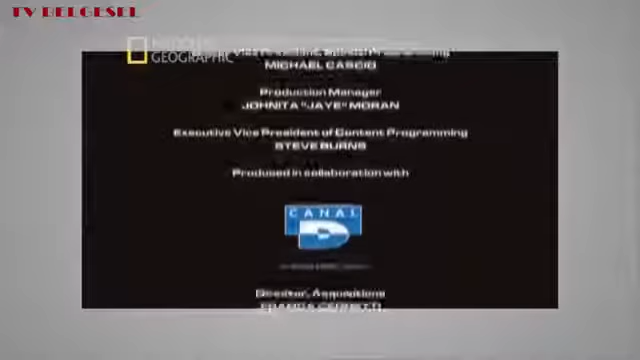 TV BELGESEL
NATIONAL
GEOGRAPHIC
MICHAEL CASCIO
Production Manager
JOHNITA "JAYE" MORAN
Executive Vice President of Content Programming
STEVE BURNS
Produced in collaboration with
CANAL
D
Director, Acquisitions